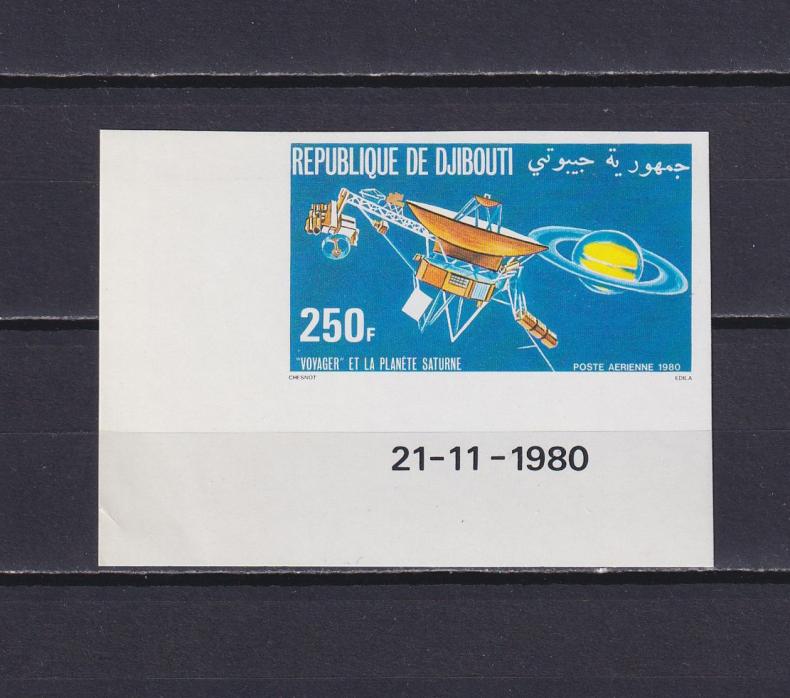 REPUBLIQUE DE DJIBOUTI جمهورية جيبوتي
250F
"VOYAGER" ET LA PLANÈTE SATURNE
POSTE AERIENNE 1980
CHESNOT
EDILA
21-11-1980